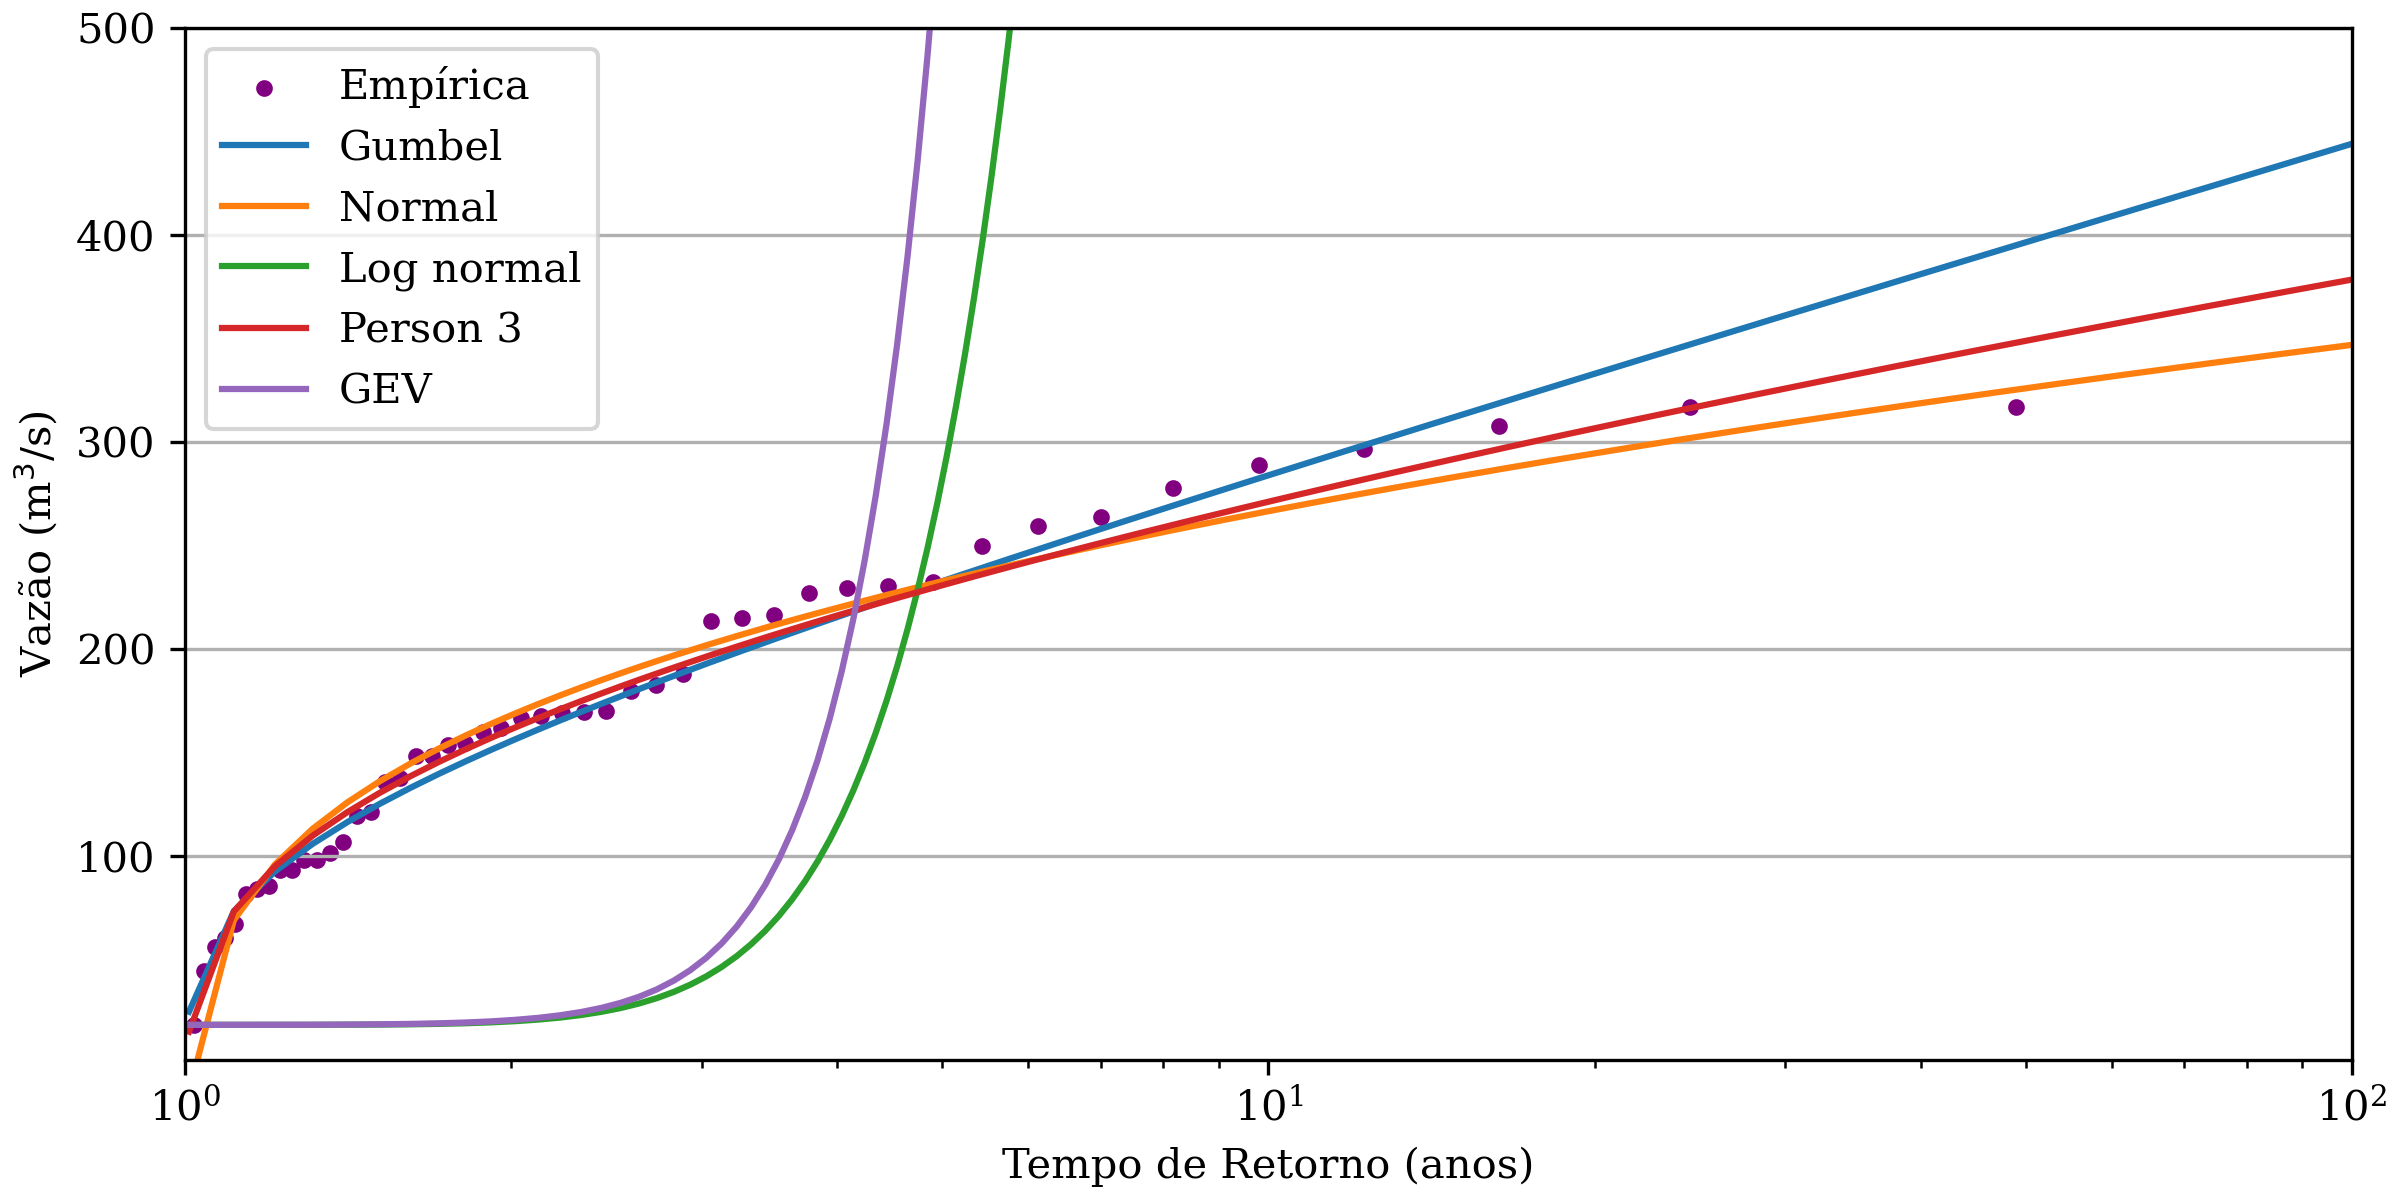 Empírica
Gumbel
Normal
Log normal
Person 3
GEV
500
400
300
200
100
Vazão (m³/s)
10⁰
10¹
10²
Tempo de Retorno (anos)